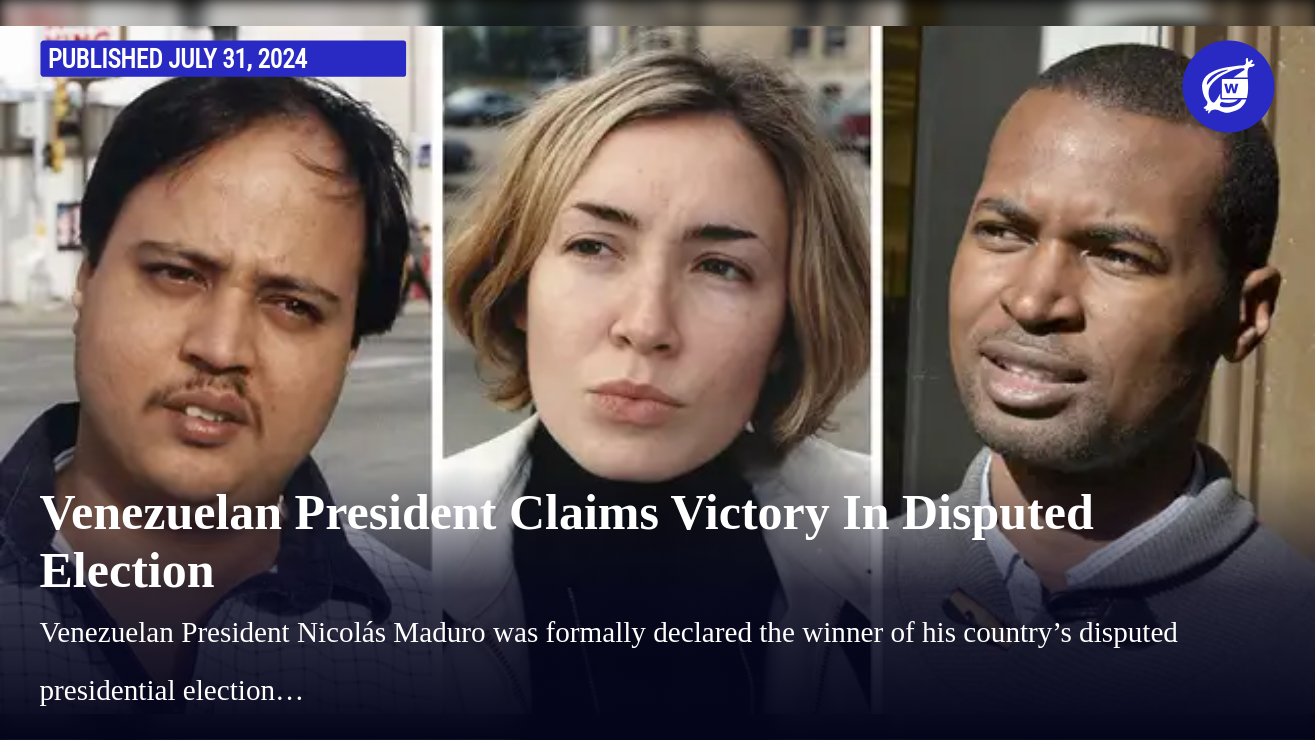 PUBLISHED JULY 31, 2024
W
Venezuelan President Claims Victory In Disputed
Election
Venezuelan President Nicolás Maduro was formally declared the winner of his country’s disputed
presidential election…